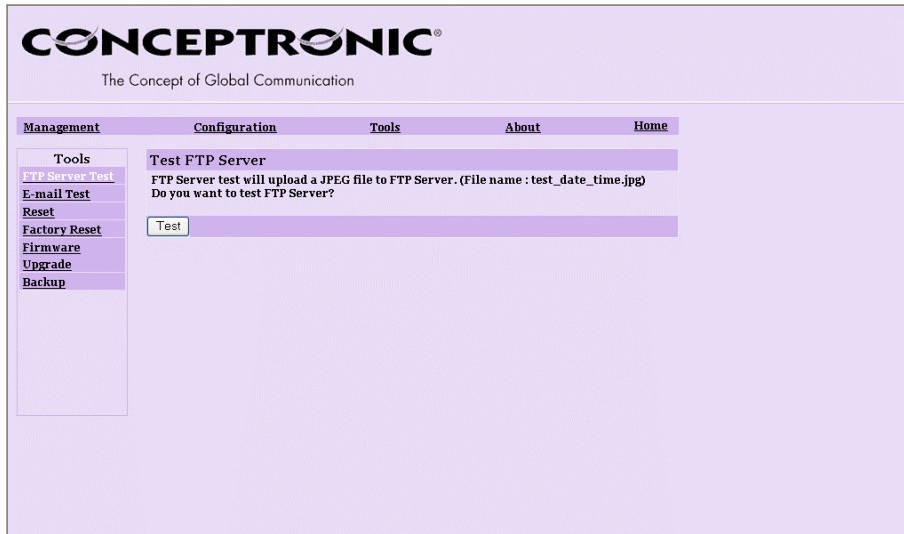 CONCEPTRONIC®
The Concept of Global Communication
Management Configuration Tools About Home
Tools
FTP Server Test
E-mail Test
Reset
Factory Reset
Firmware
Upgrade
Backup
Test FTP Server
FTP Server test will upload a JPEG file to FTP Server. (File name : test_date_time.jpg)
Do you want to test FTP Server?
Test